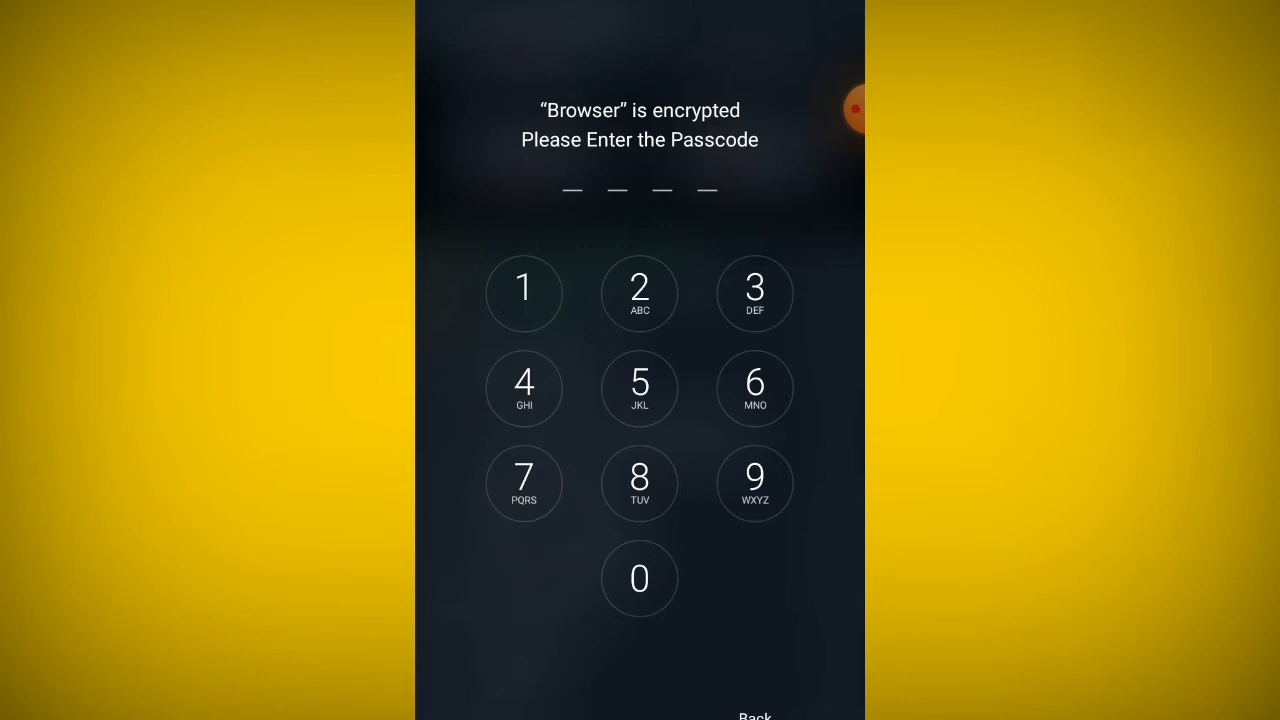 “Browser” is encrypted
Please Enter the Passcode
1 2 3
ABC DEF
4 5 6
GHI JKL MNO
7 8 9
PQRS TUV WXYZ
0
Back